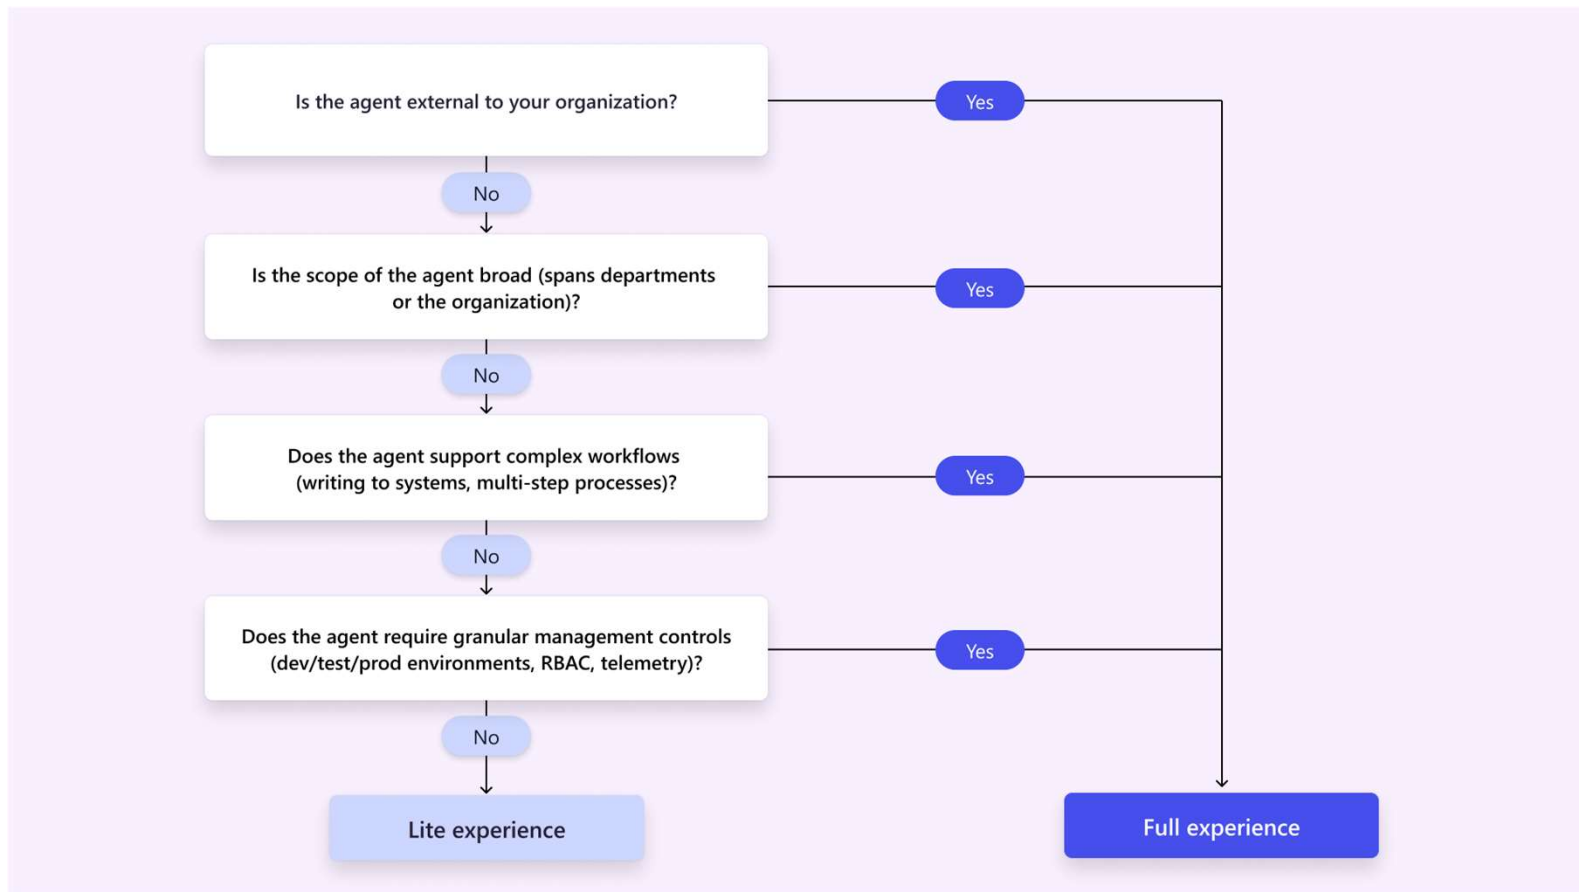 Is the agent external to your organization?
Yes
No
Is the scope of the agent broad (spans departments
or the organization)?
Yes
No
Does the agent support complex workflows
(writing to systems, multi-step processes)?
Yes
No
Does the agent require granular management controls
(dev/test/prod environments, RBAC, telemetry)?
Yes
No
Lite experience
Full experience